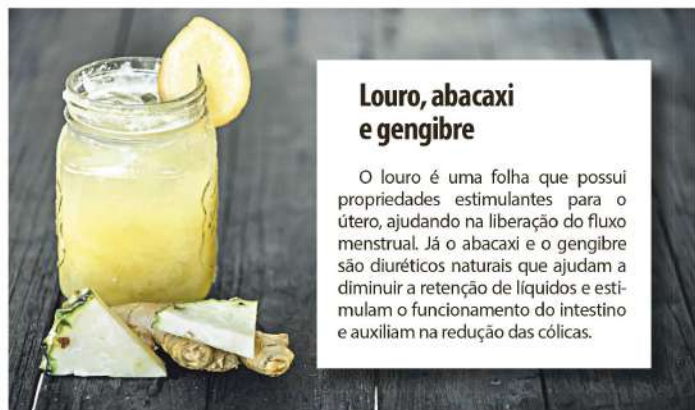 Louro, abacaxi
e gengibre
O louro é uma folha que possui
propriedades estimulantes para o
útero, ajudando na liberação do fluxo
menstrual. Já o abacaxi e o gengibre
são diuréticos naturais que ajudam a
diminuir a retenção de líquidos e esti-
mulam o funcionamento do intestino
e auxiliam na redução das cólicas.